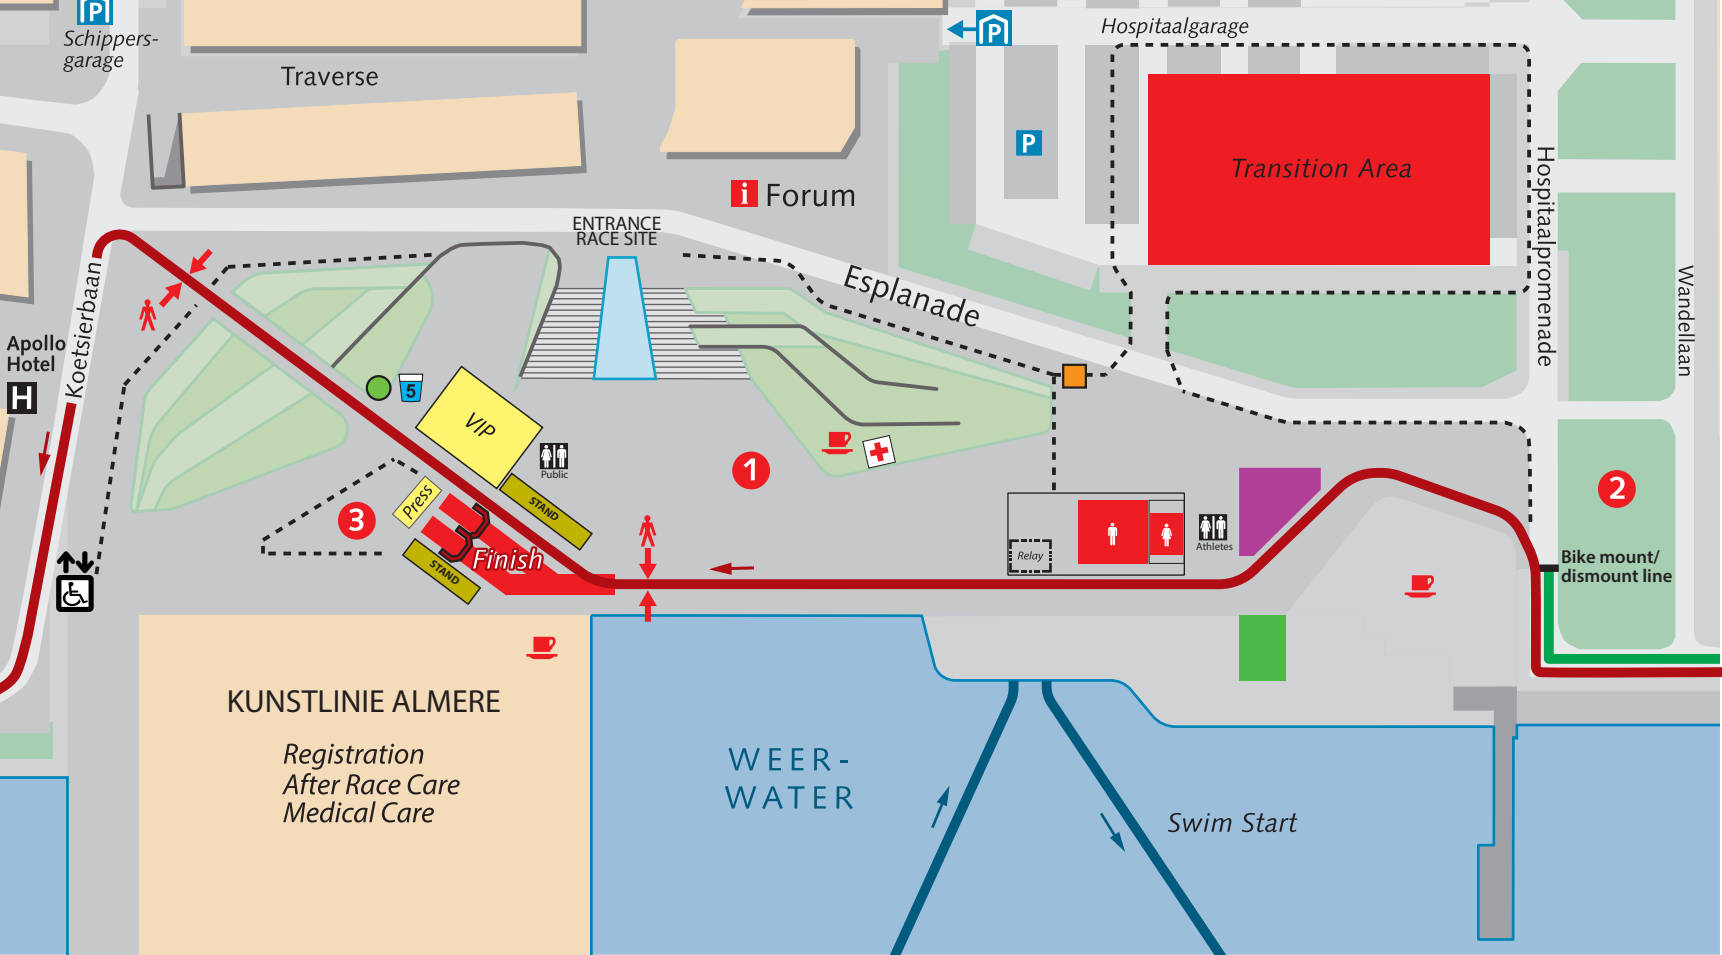 P
Schippers-
garage
Traverse
P
Hospitaalgarage
P
Transition Area
i Forum
ENTRANCE
RACE SITE
Esplanade
Hospitaalpromenade
Wandellaan
Koetsierbaan
Apollo
Hotel
H
5
VIP
Public
STAND
Press
3
Finish
STAND
1
2
Relay
Athletes
Bike mount/
dismount line
KUNSTLINIE ALMERE
Registration
After Race Care
Medical Care
WEER-
WATER
Swim Start